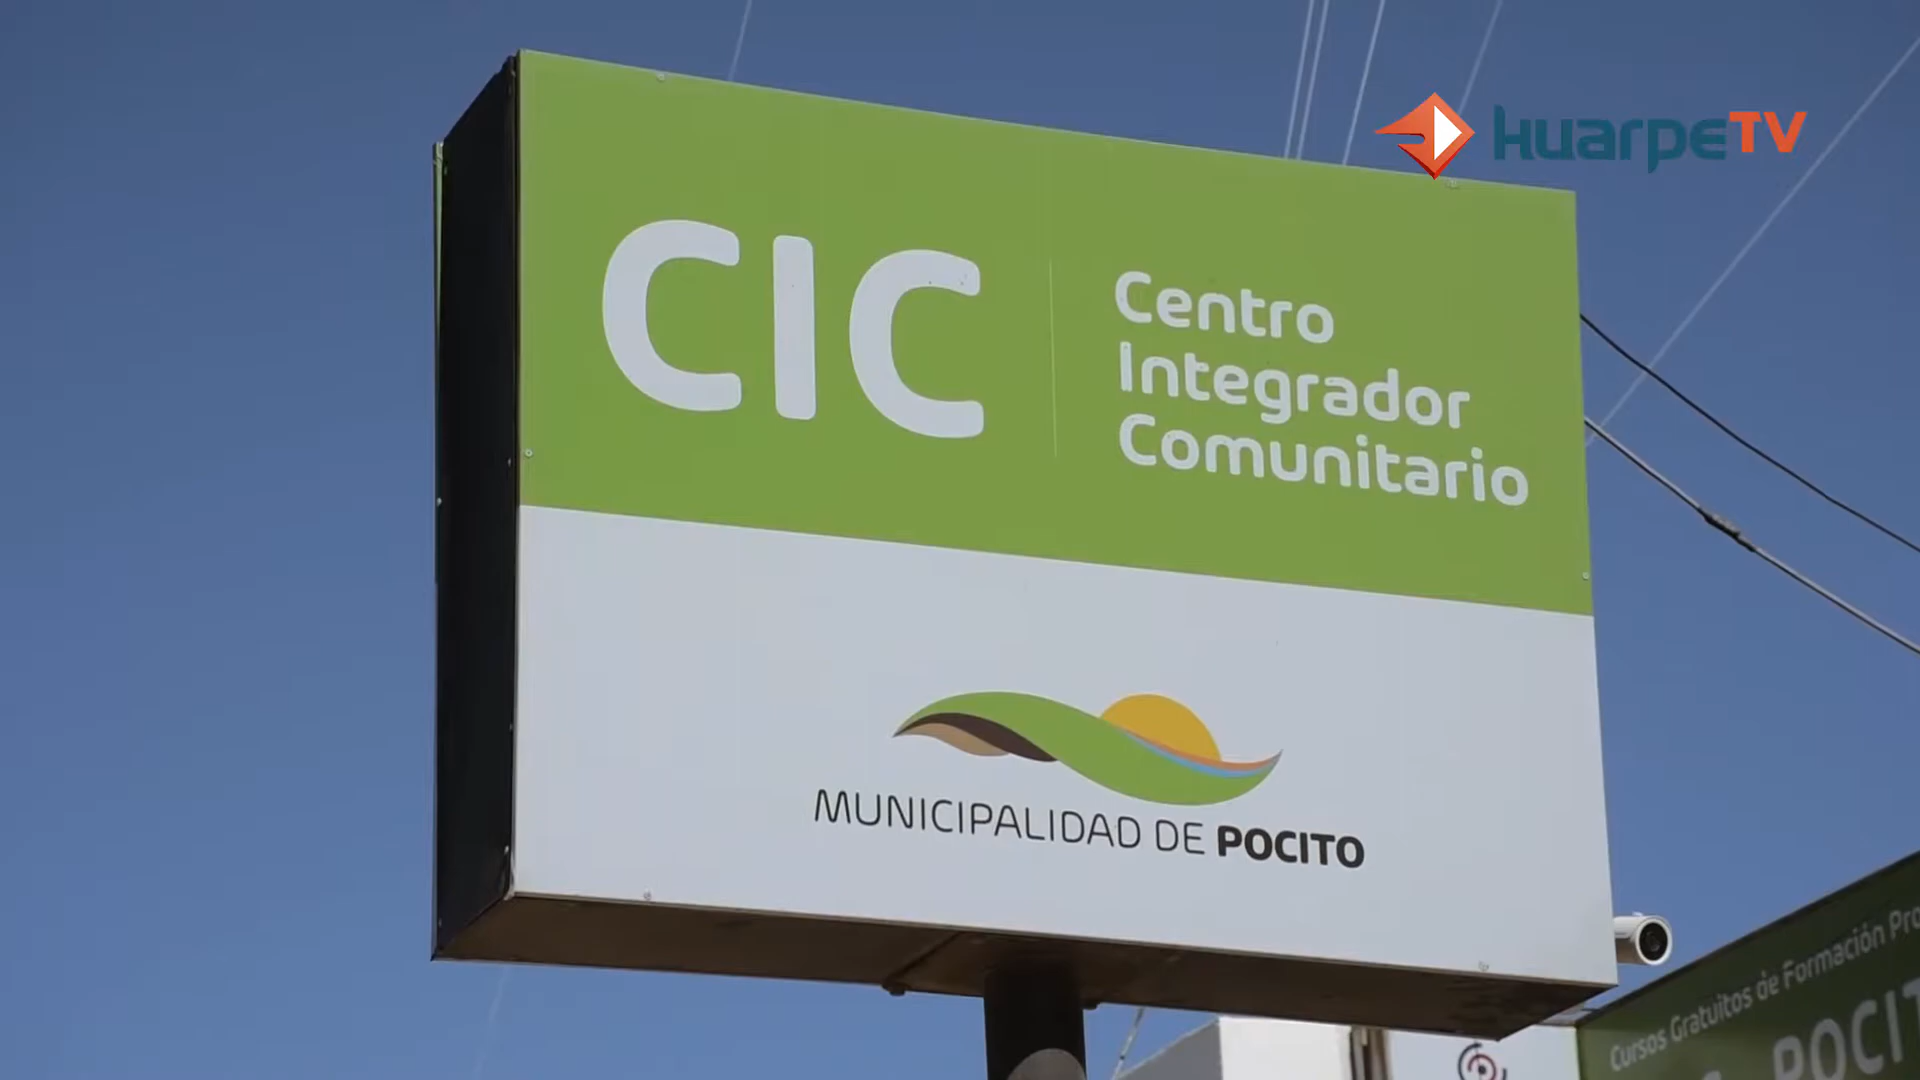 huarpeTV
CIC
Centro
Integrador
Comunitario
MUNICIPALIDAD DE POCITO
Cursos Gratuitos de Formación